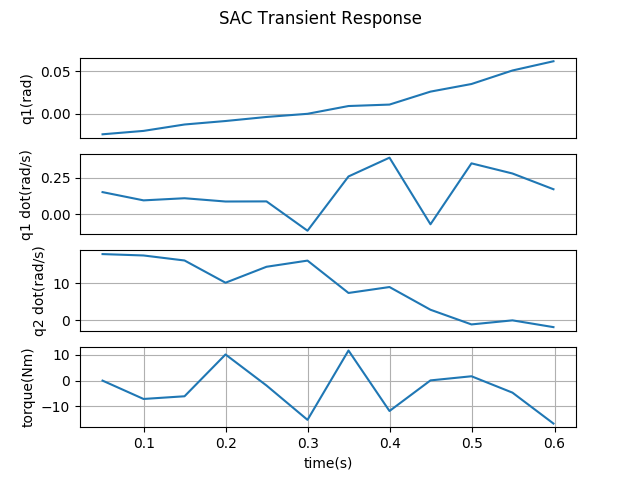 SAC Transient Response
q1(rad)
0.05
0.00
q1 dot(rad/s)
0.25
0.00
q2 dot(rad/s)
10
0
torque(Nm)
10
0
−10
0.1 0.2 0.3 0.4 0.5 0.6
time(s)